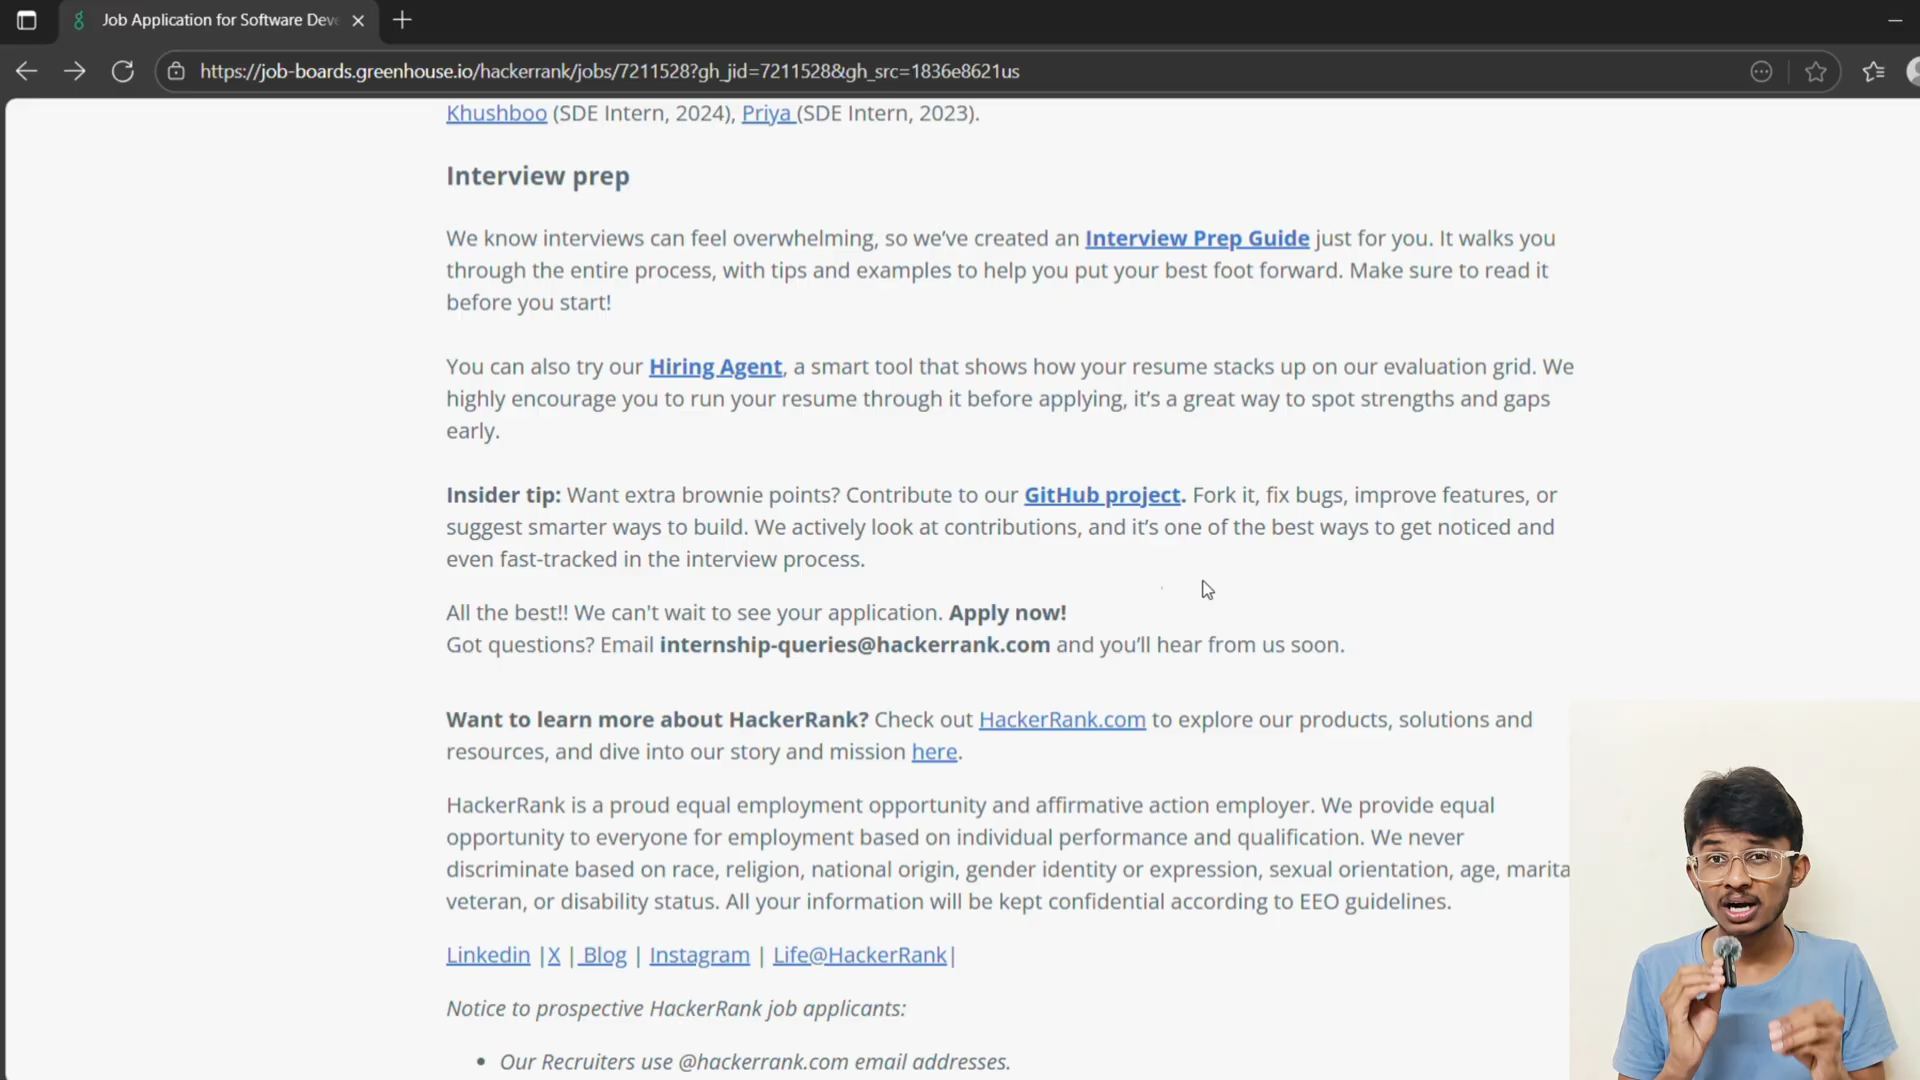 Job Application for Software Deve
https://job-boards.greenhouse.io/hackerrank/jobs/7211528?gh_jid=7211528&gh_src=1836e8621us
Khushboo (SDE Intern, 2024), Priya (SDE Intern, 2023).
Interview prep
We know interviews can feel overwhelming, so we’ve created an Interview Prep Guide just for you. It walks you
through the entire process, with tips and examples to help you put your best foot forward. Make sure to read it
before you start!
You can also try our Hiring Agent, a smart tool that shows how your resume stacks up on our evaluation grid. We
highly encourage you to run your resume through it before applying, it’s a great way to spot strengths and gaps
early.
Insider tip: Want extra brownie points? Contribute to our GitHub project. Fork it, fix bugs, improve features, or
suggest smarter ways to build. We actively look at contributions, and it’s one of the best ways to get noticed and
even fast-tracked in the interview process.
All the best!! We can't wait to see your application. Apply now!
Got questions? Email internship-queries@hackerrank.com and you’ll hear from us soon.
Want to learn more about HackerRank? Check out HackerRank.com to explore our products, solutions and
resources, and dive into our story and mission here.
HackerRank is a proud equal employment opportunity and affirmative action employer. We provide equal
opportunity to everyone for employment based on individual performance and qualification. We never
discriminate based on race, religion, national origin, gender identity or expression, sexual orientation, age, marita
veteran, or disability status. All your information will be kept confidential according to EEO guidelines.
Linkedin |X | Blog | Instagram | Life@HackerRank|
Notice to prospective HackerRank job applicants:
• Our Recruiters use @hackerrank.com email addresses.